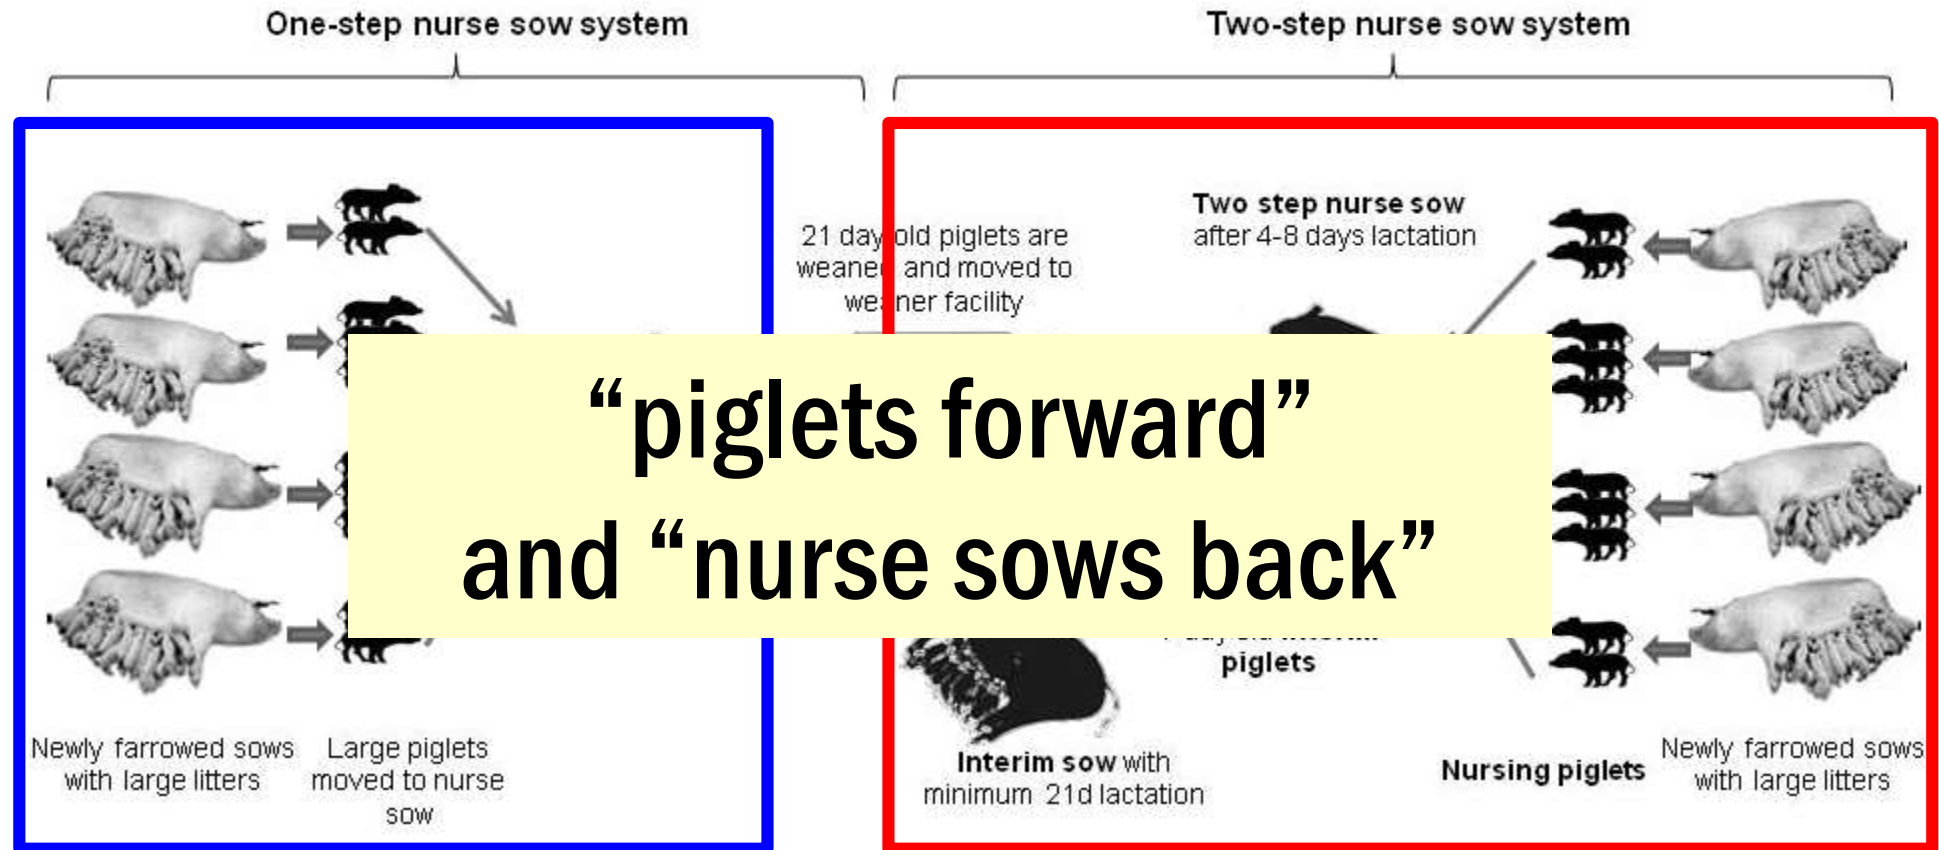 One-step nurse sow system
Two-step nurse sow system
21 day old piglets are
weaned and moved to
weaner facility
Two step nurse sow
after 4-8 days lactation
“piglets forward”
and “nurse sows back”
piglets
Newly farrowed sows
with large litters
Large piglets
moved to nurse
sow
Interim sow with
minimum 21d lactation
Nursing piglets
Newly farrowed sows
with large litters